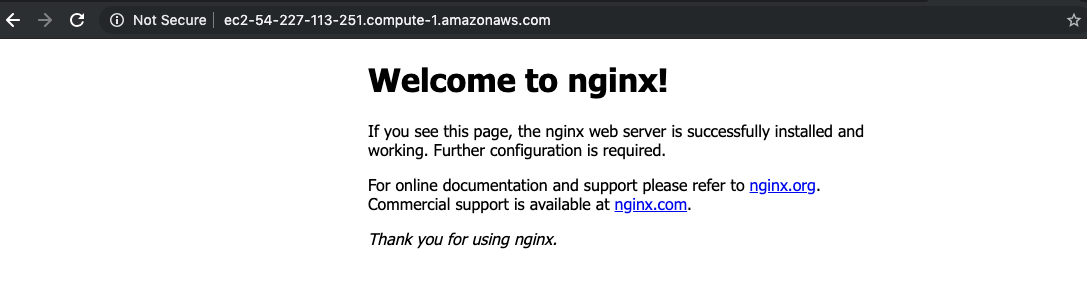 Not Secure ec2-54-227-113-251.compute-1.amazonaws.com
Welcome to nginx!
If you see this page, the nginx web server is successfully installed and
working. Further configuration is required.
For online documentation and support please refer to nginx.org.
Commercial support is available at nginx.com.
Thank you for using nginx.